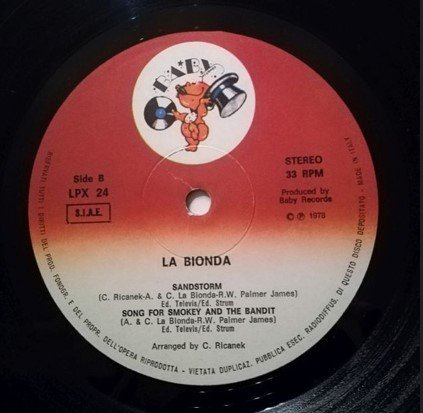 BABY
Side B
LPX 24
S.I.A.E.
STEREO
33 RPM
Produced by
Baby Records
© ℗ 1978
LA BIONDA
SANDSTORM
(C. Ricanek-A. & C. La Bionda-R.W. Palmer James)
Ed. Televis/Ed. Strum
SONG FOR SMOKEY AND THE BANDIT
(A. & C. La Bionda-R.W. Palmer James)
Ed. Televis/Ed. Strum
Arranged by C. Ricanek
RISERVATI TUTTI I DIRITTI DEL PROD. FONOGR. E DEL PROPR. DELL'OPERA RIPRODOTTA - VIETATA DUPLICAZ. PUBBLICA ESEC. RADIODIFFUS. DI QUESTO DISCO DEPOSITATO - MADE IN ITALY